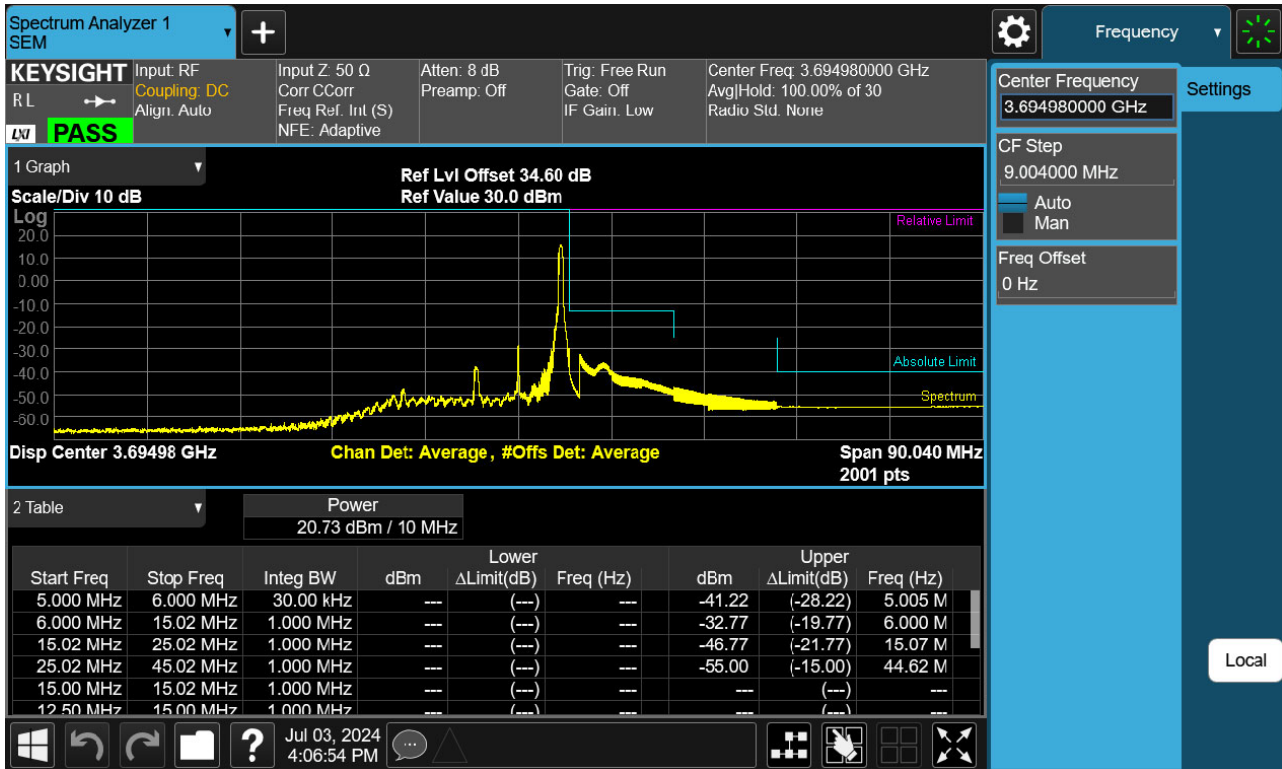 Spectrum Analyzer 1
SEM
Frequency
KEYSIGHT
R L
LXI
PASS
Input: RF
Coupling: DC
Align: Auto
Input Z: 50 Ω
Corr CCorr
Freq Ref: Int (S)
NFE: Adaptive
Atten: 8 dB
Preamp: Off
Trig: Free Run
Gate: Off
IF Gain: Low
Center Freq: 3.694980000 GHz
Avg|Hold: 100.00% of 30
Radio Std: None
Center Frequency
3.694980000 GHz
Settings
CF Step
9.004000 MHz
Auto
Man
Freq Offset
0 Hz
Local
1 Graph
Scale/Div 10 dB
Ref Lvl Offset 34.60 dB
Ref Value 30.0 dBm
Log
20.0
10.0
0.00
-10.0
-20.0
-30.0
-40.0
-50.0
-60.0
Relative Limit
Absolute Limit
Spectrum
Disp Center 3.69498 GHz
Chan Det: Average , #Offs Det: Average
Span 90.040 MHz
2001 pts
2 Table
Power
20.73 dBm / 10 MHz
Lower Upper
Start Freq Stop Freq Integ BW dBm ΔLimit(dB) Freq (Hz) dBm ΔLimit(dB) Freq (Hz)
5.000 MHz 6.000 MHz 30.00 kHz --- (---) --- -41.22 (-28.22) 5.005 M
6.000 MHz 15.02 MHz 1.000 MHz --- (---) --- -32.77 (-19.77) 6.000 M
15.02 MHz 25.02 MHz 1.000 MHz --- (---) --- -46.77 (-21.77) 15.07 M
25.02 MHz 45.02 MHz 1.000 MHz --- (---) --- -55.00 (-15.00) 44.62 M
15.00 MHz 15.02 MHz 1.000 MHz --- (---) --- --- (---) ---
12.50 MHz 15.00 MHz 1.000 MHz --- (---) --- --- (---) ---
?
Jul 03, 2024
4:06:54 PM